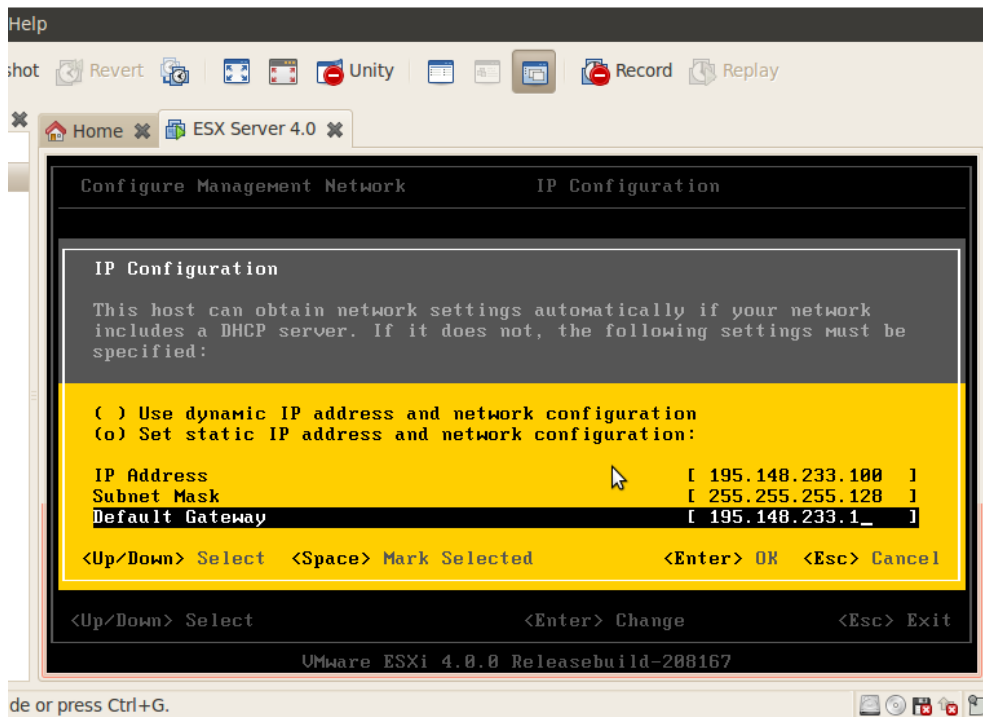 Help
shot Revert Unity Record Replay
Home ESX Server 4.0
Configure Management Network IP Configuration
IP Configuration
This host can obtain network settings automatically if your network
includes a DHCP server. If it does not, the following settings must be
specified:
( ) Use dynamic IP address and network configuration
(o) Set static IP address and network configuration:
IP Address [ 195.148.233.100 ]
Subnet Mask [ 255.255.255.128 ]
Default Gateway [ 195.148.233.1_ ]
<Up/Down> Select <Space> Mark Selected <Enter> OK <Esc> Cancel
<Up/Down> Select <Enter> Change <Esc> Exit
VMware ESXi 4.0.0 Releasebuild-208167
de or press Ctrl+G.